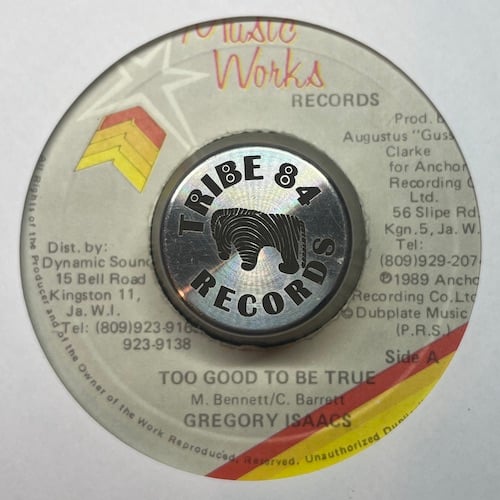 Music
Works
RECORDS
Augustus "Guss
Clarke
for Anchor
Recording
Ltd.
56 Slipe Rd.
Kgn.5, Ja. W.
Tel:
(809)929-207
℗1989 Ancho
Recording Co.Ltd
©Dubplate Music
(P.R.S.)
Side A
TRIBE 84
RECORDS
Dist. by:
Dynamic Sound
15 Bell Road
Kingston 11,
Ja. W.I.
Tel: (809)923-916
923-9138
TOO GOOD TO BE TRUE
M. Bennett/C. Barrett
GREGORY ISAACS
All Rights of the Producer and of the Owner of the Work Reproduced, Reserved. Unauthorized